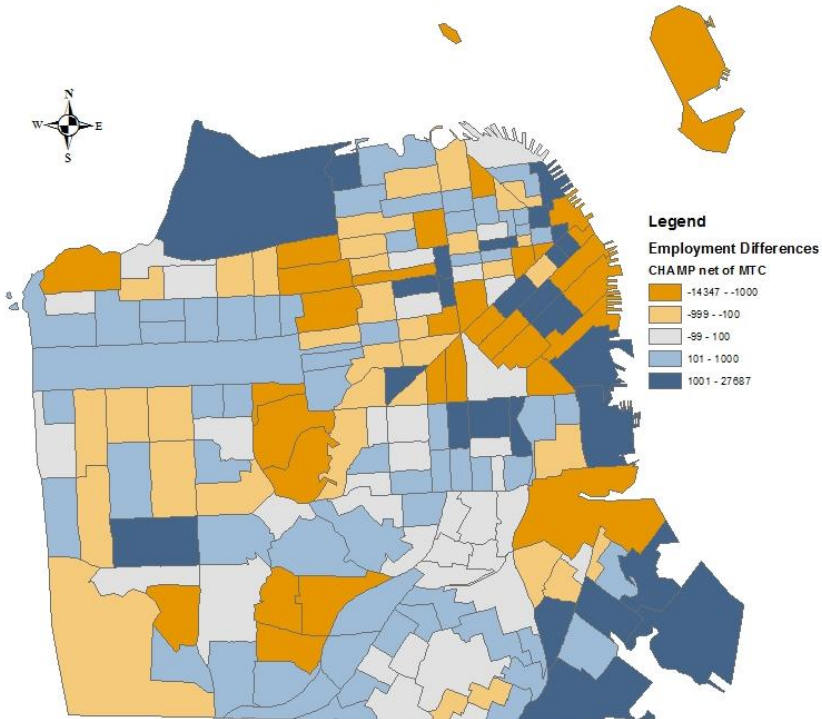 N
W E
S
Legend
Employment Differences
CHAMP net of MTC
-14347 - -1000
-999 - -100
-99 - 100
101 - 1000
1001 - 27687